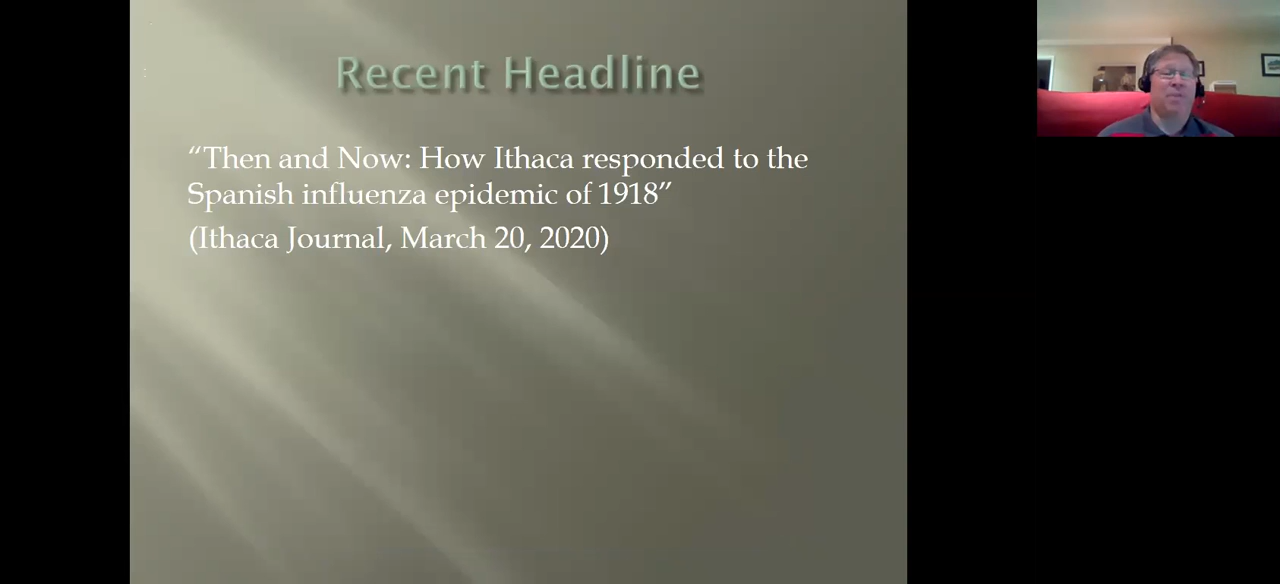 Recent Headline
“Then and Now: How Ithaca responded to the
Spanish influenza epidemic of 1918”
(Ithaca Journal, March 20, 2020)